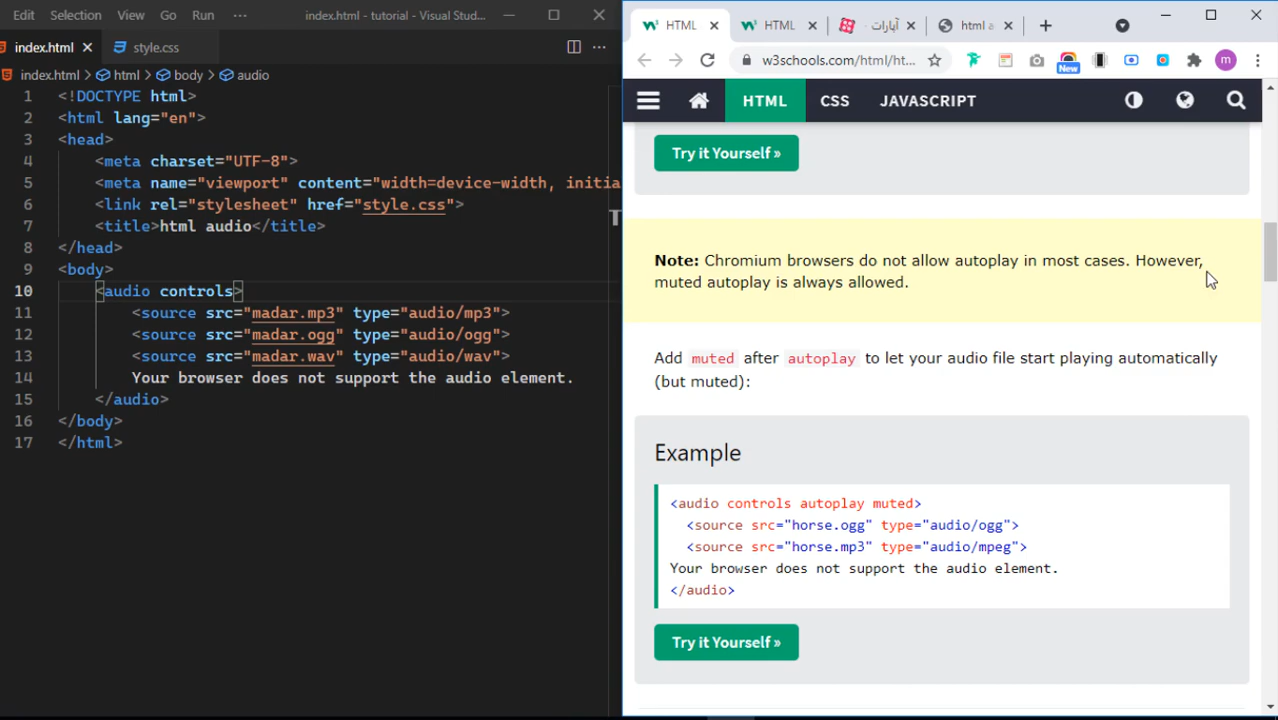 Edit Selection View Go Run ··· index.html - tutorial - Visual Stud...
index.html style.css
index.html > html > body > audio
1 <!DOCTYPE html>
2 <html lang="en">
3 <head>
4 <meta charset="UTF-8">
5 <meta name="viewport" content="width=device-width, initia
6 <link rel="stylesheet" href="style.css">
7 <title>html audio</title>
8 </head>
9 <body>
10 <audio controls>
11 <source src="madar.mp3" type="audio/mp3">
12 <source src="madar.ogg" type="audio/ogg">
13 <source src="madar.wav" type="audio/wav">
14 Your browser does not support the audio element.
15 </audio>
16 </body>
17 </html>
HTML HTML آپارات - html a
w3schools.com/html/ht... New m
HTML CSS JAVASCRIPT
Try it Yourself »
Note: Chromium browsers do not allow autoplay in most cases. However,
muted autoplay is always allowed.
Add muted after autoplay to let your audio file start playing automatically
(but muted):
Example
<audio controls autoplay muted>
<source src="horse.ogg" type="audio/ogg">
<source src="horse.mp3" type="audio/mpeg">
Your browser does not support the audio element.
</audio>
Try it Yourself »